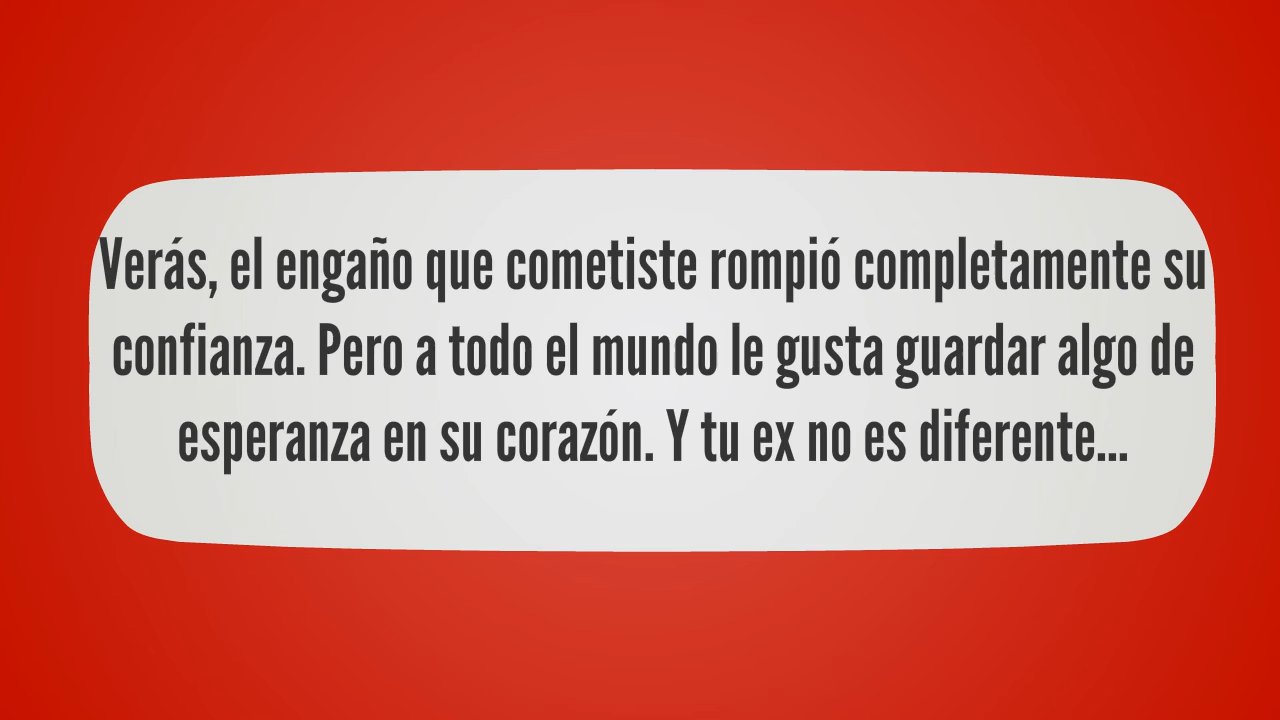 Verás, el engaño que cometiste rompió completamente su
confianza. Pero a todo el mundo le gusta guardar algo de
esperanza en su corazón. Y tu ex no es diferente...